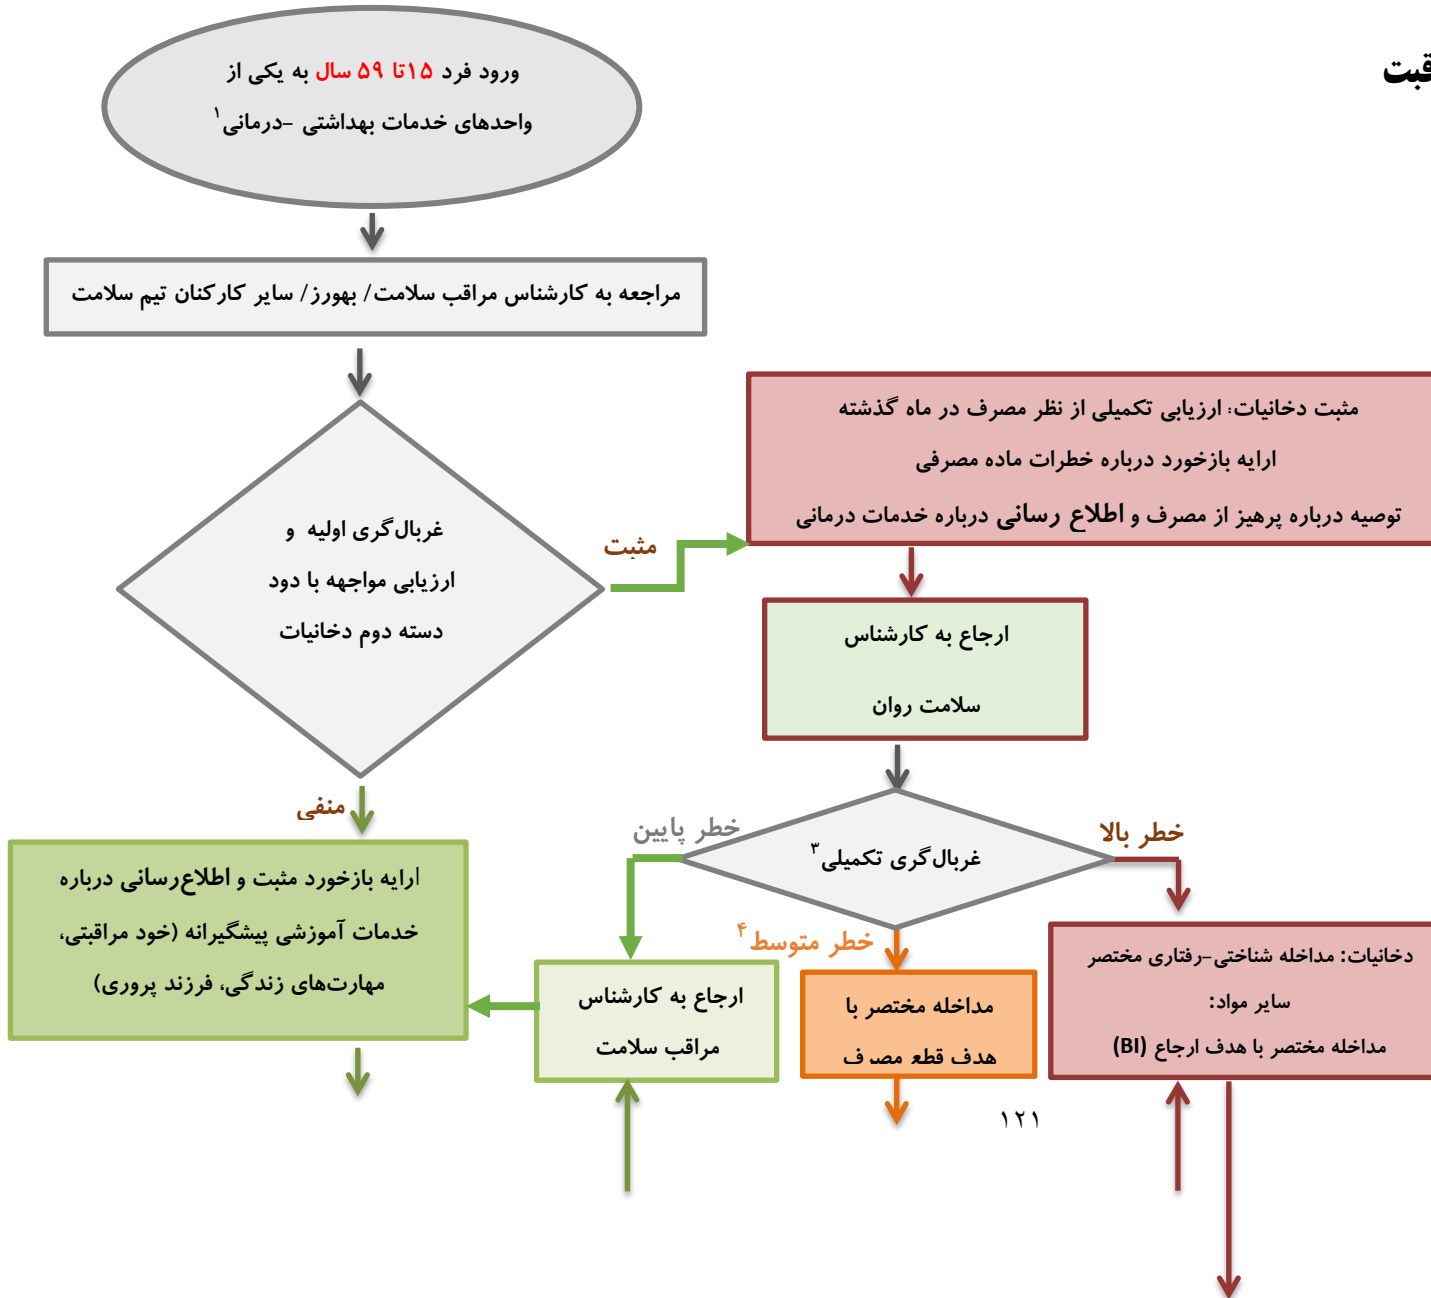 قبت
ورود فرد ۱۵تا ۵۹ سال به یکی از
واحدهای خدمات بهداشتی -درمانی۱
مراجعه به کارشناس مراقب سلامت/ بهورز/ سایر کارکنان تیم سلامت
غربال‌گری اولیه و
ارزیابی مواجهه با دود
دسته دوم دخانیات
مثبت
منفی
مثبت دخانیات: ارزیابی تکمیلی از نظر مصرف در ماه گذشته
ارایه بازخورد درباره خطرات ماده مصرفی
توصیه درباره پرهیز از مصرف و اطلاع رسانی درباره خدمات درمانی
ارجاع به کارشناس
سلامت روان
غربال‌گری تکمیلی۳
خطر بالا
خطر پایین
خطر متوسط۴
دخانیات: مداخله شناختی-رفتاری مختصر
سایر مواد:
مداخله مختصر با هدف ارجاع (BI)
مداخله مختصر با
هدف قطع مصرف
ارجاع به کارشناس
مراقب سلامت
ارایه بازخورد مثبت و اطلاع‌رسانی درباره
خدمات آموزشی پیشگیرانه (خود مراقبتی،
مهارت‌های زندگی، فرزند پروری)
۱۲۱